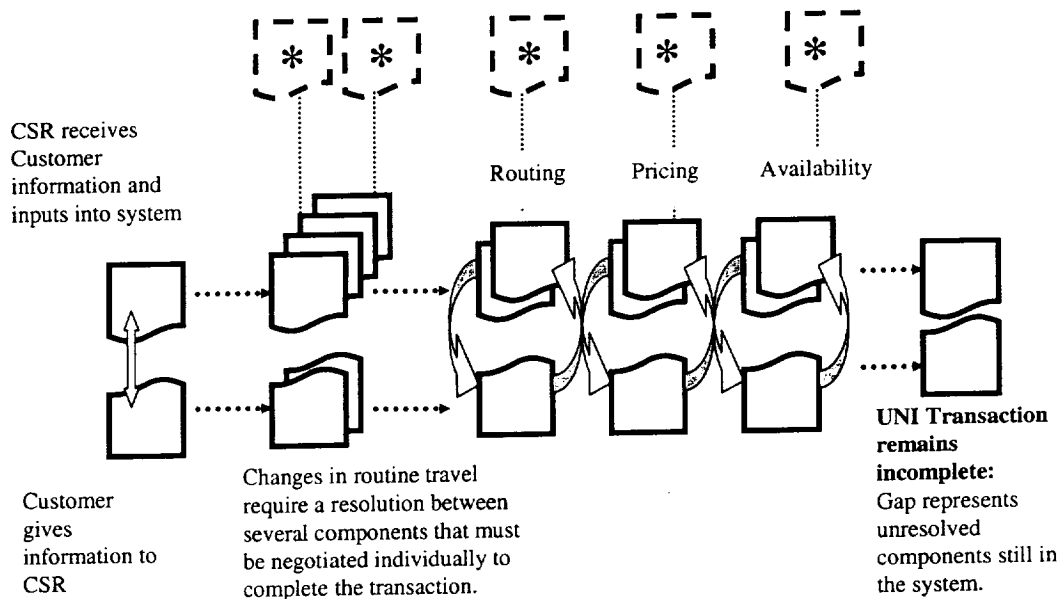 * * * * *
CSR receives
Customer
information and
inputs into system
Routing
Pricing
Availability
Customer
gives
information to
CSR
Changes in routine travel
require a resolution between
several components that must
be negotiated individually to
complete the transaction.
UNI Transaction
remains
incomplete:
Gap represents
unresolved
components still in
the system.